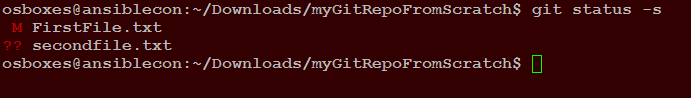 osboxes@ansiblecon:~/Downloads/myGitRepoFromScratch$ git status -s
 M FirstFile.txt
?? secondfile.txt
osboxes@ansiblecon:~/Downloads/myGitRepoFromScratch$